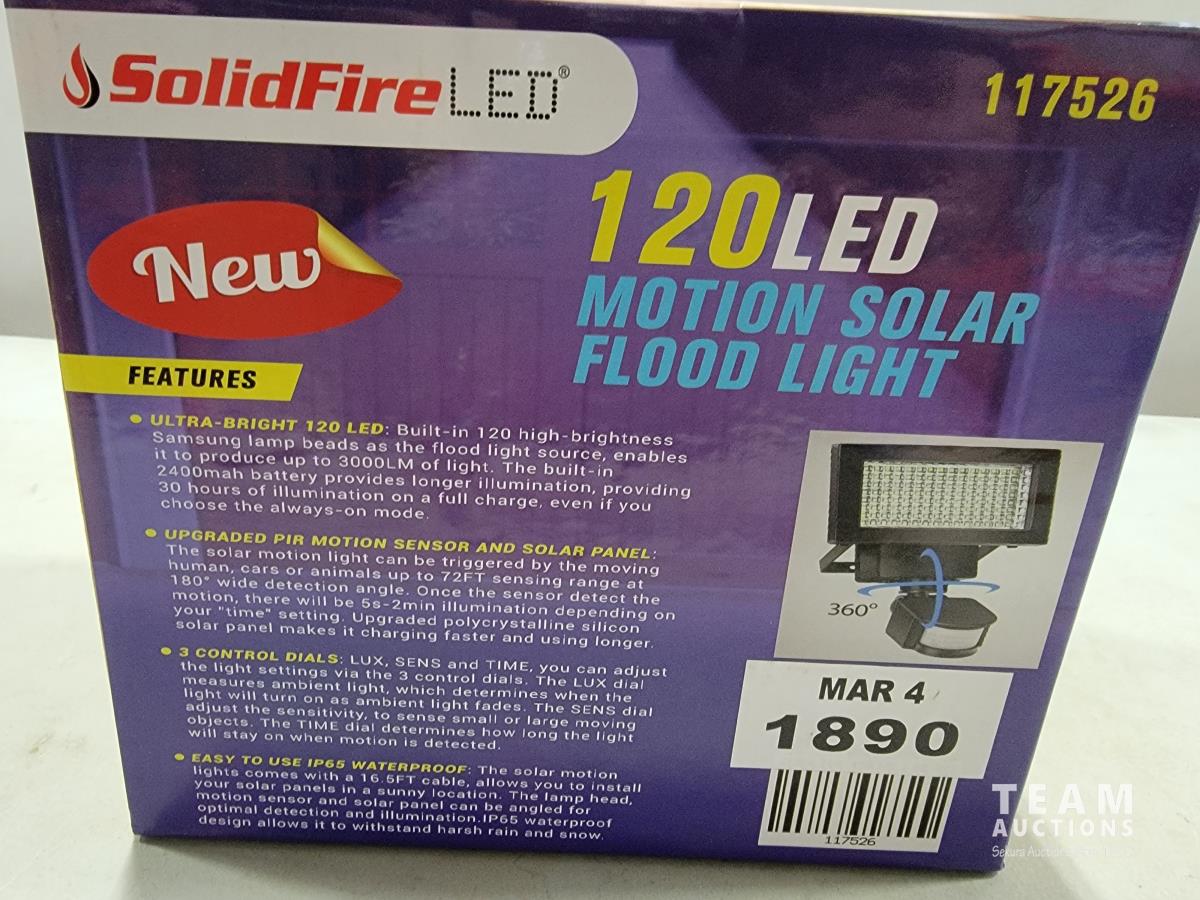 SolidFire LED®
117526
New
120LED
MOTION SOLAR
FLOOD LIGHT
FEATURES
• ULTRA-BRIGHT 120 LED: Built-in 120 high-brightness
Samsung lamp beads as the flood light source, enables
it to produce up to 3000LM of light. The built-in
2400mah battery provides longer illumination, providing
30 hours of illumination on a full charge, even if you
choose the always-on mode.
• UPGRADED PIR MOTION SENSOR AND SOLAR PANEL:
The solar motion light can be triggered by the moving
human, cars or animals up to 72FT sensing range at
180° wide detection angle. Once the sensor detect the
motion, there will be 5s-2min illumination depending on
your "time" setting. Upgraded polycrystalline silicon
solar panel makes it charging faster and using longer.
• 3 CONTROL DIALS: LUX, SENS and TIME, you can adjust
the light settings via the 3 control dials. The LUX dial
measures ambient light, which determines when the
light will turn on as ambient light fades. The SENS dial
adjust the sensitivity, to sense small or large moving
objects. The TIME dial determines how long the light
will stay on when motion is detected.
• EASY TO USE IP65 WATERPROOF: The solar motion
lights comes with a 16.5FT cable, allows you to install
your solar panels in a sunny location. The lamp head,
motion sensor and solar panel can be angled for
optimal detection and illumination.IP65 waterproof
design allows it to withstand harsh rain and snow.
360°
MAR 4
1890
117526
TEAM
AUCTIONS